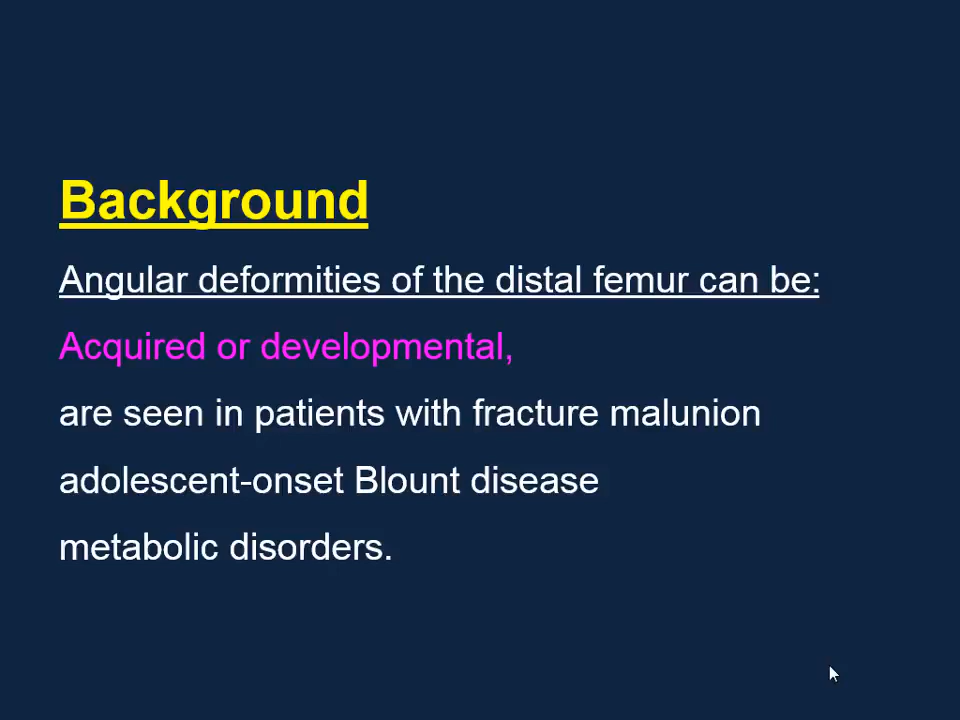 Background
Angular deformities of the distal femur can be:
Acquired or developmental,
are seen in patients with fracture malunion
adolescent-onset Blount disease
metabolic disorders.